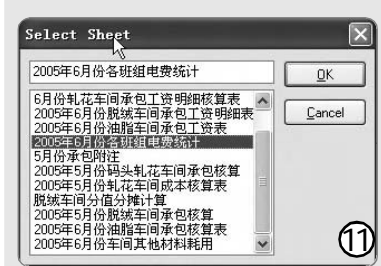 Select Sheet
2005年6月份各班组电费统计
OK
Cancel
6月份轧花车间承包工资明细核算表
2005年6月份脱绒车间承包工资明细表
2005年6月份油脂车间承包工资表
2005年6月份各班组电费统计
5月份承包附注
2005年5月份码头轧花车间承包核算
2005年5月份轧花车间成本核算表
脱绒车间分值分摊计算
2005年5月份脱绒车间承包核算
2005年5月份油脂车间承包核算
2005年6月份车间其他材料耗用
⑪